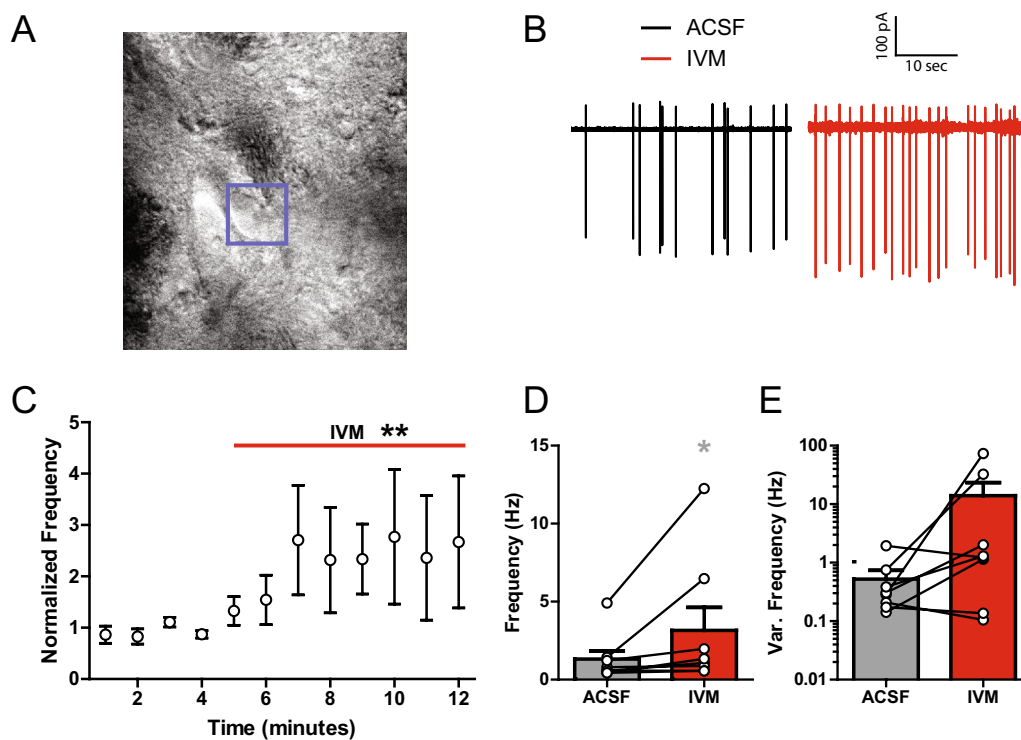 A
B
ACSF
IVM
100 pA
10 sec
C
IVM **
Normalized Frequency
5
4
3
2
1
0
2
4
6
8
10
12
Time (minutes)
D
*
Frequency (Hz)
15
10
5
0
ACSF
IVM
E
Var. Frequency (Hz)
100
10
1
0.1
0.01
ACSF
IVM